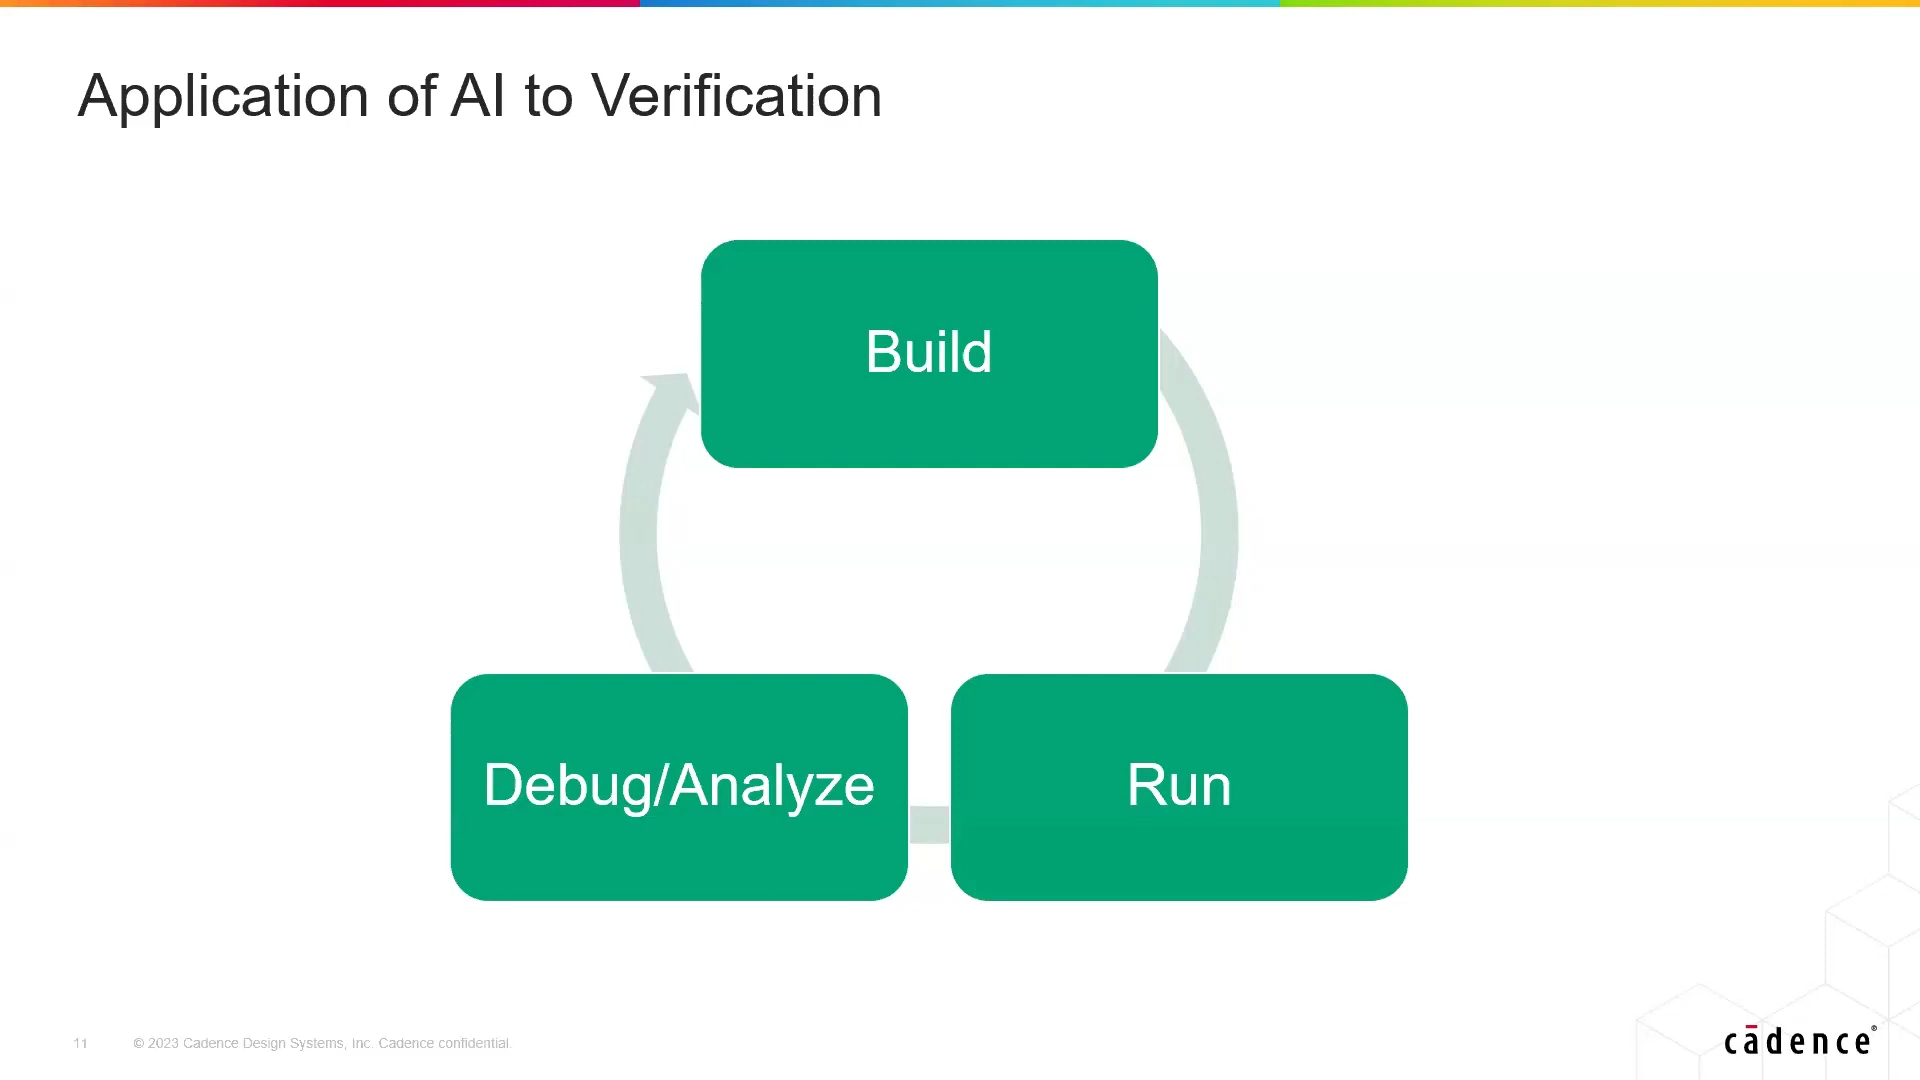 Application of AI to Verification
Build
Debug/Analyze
Run
11
© 2023 Cadence Design Systems, Inc. Cadence confidential.
cādence®